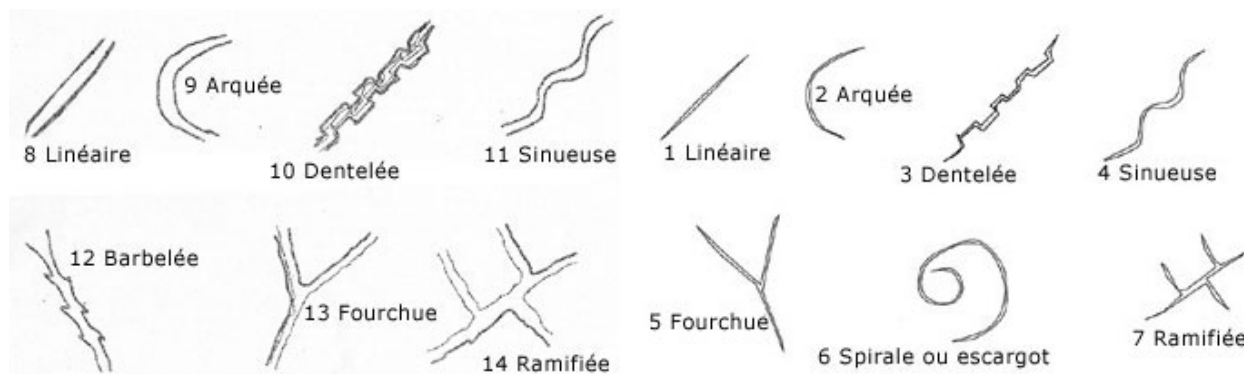 9 Arquée
8 Linéaire
10 Dentelée
11 Sinueuse
2 Arquée
1 Linéaire
3 Dentelée
4 Sinueuse
12 Barbelée
13 Fourchue
14 Ramifiée
5 Fourchue
6 Spirale ou escargot
7 Ramifiée